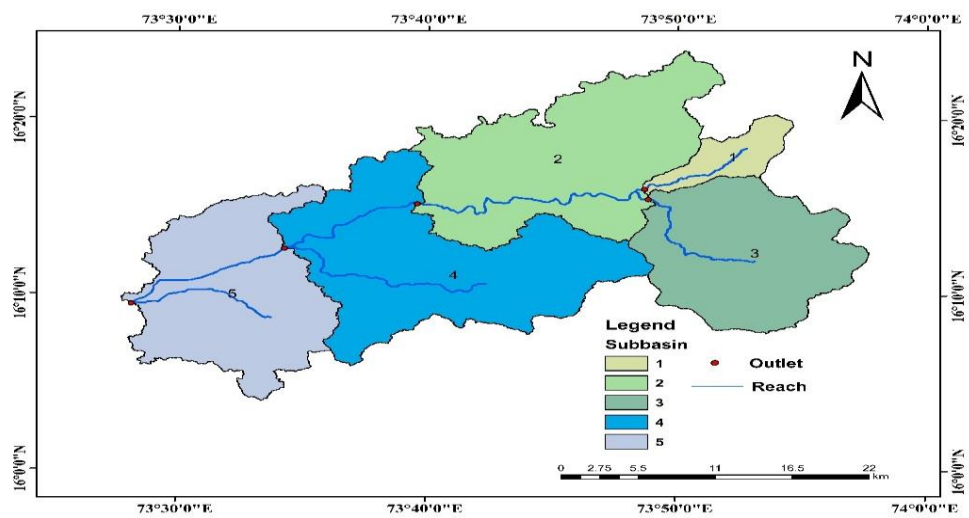 73°30'0"E 73°40'0"E 73°50'0"E 74°0'0"E
N
16°20'0"N 16°20'0"N
1
2
3
4
5
16°10'0"N 16°10'0"N
Legend
Subbasin
1 Outlet
2 Reach
3
4
5
16°0'0"N 16°0'0"N
0 2.75 5.5 11 16.5 22
km
73°30'0"E 73°40'0"E 73°50'0"E 74°0'0"E